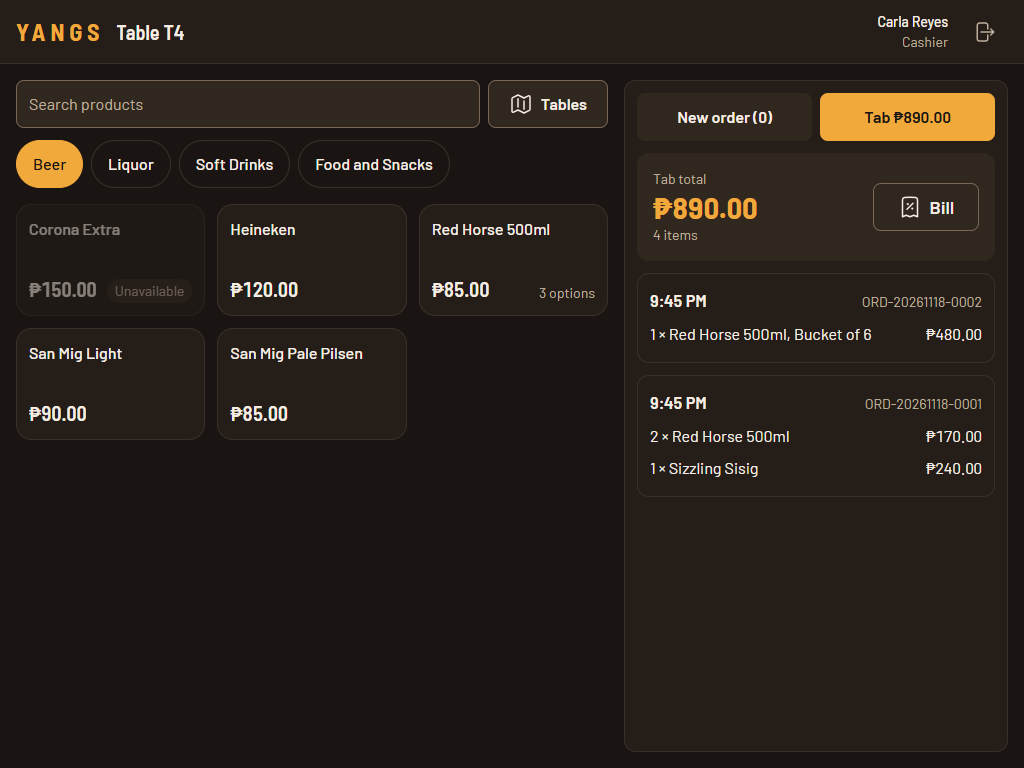 YANGS Table T4
Carla Reyes
Cashier
Search products
Tables
Beer
Liquor
Soft Drinks
Food and Snacks
Corona Extra
₱150.00 Unavailable
Heineken
₱120.00
Red Horse 500ml
₱85.00 3 options
San Mig Light
₱90.00
San Mig Pale Pilsen
₱85.00
New order (0)
Tab ₱890.00
Tab total
₱890.00
4 items
Bill
9:45 PM ORD-20261118-0002
1 × Red Horse 500ml, Bucket of 6 ₱480.00
9:45 PM ORD-20261118-0001
2 × Red Horse 500ml ₱170.00
1 × Sizzling Sisig ₱240.00